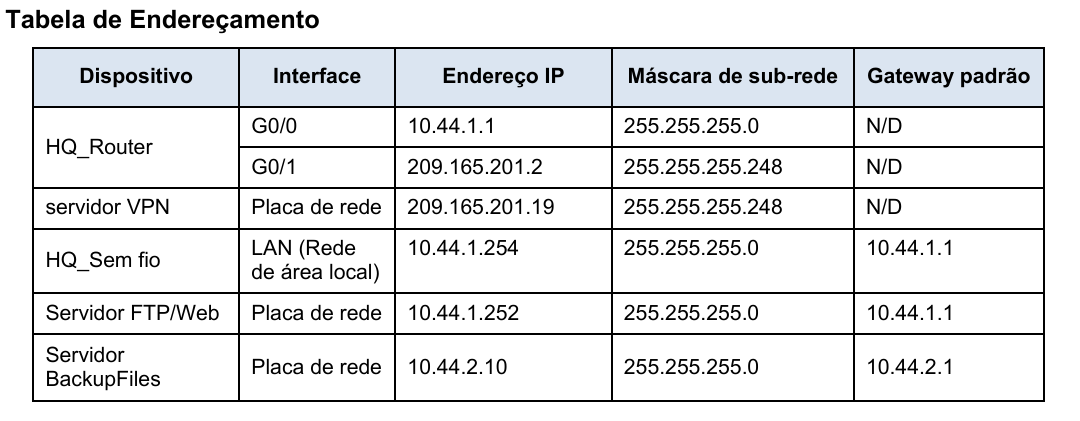 Tabela de Endereçamento
Dispositivo Interface Endereço IP Máscara de sub-rede Gateway padrão
HQ_Router G0/0 10.44.1.1 255.255.255.0 N/D
G0/1 209.165.201.2 255.255.255.248 N/D
servidor VPN Placa de rede 209.165.201.19 255.255.255.248 N/D
HQ_Sem fio LAN (Rede 10.44.1.254 255.255.255.0 10.44.1.1
de área local)
Servidor FTP/Web Placa de rede 10.44.1.252 255.255.255.0 10.44.1.1
Servidor
BackupFiles Placa de rede 10.44.2.10 255.255.255.0 10.44.2.1